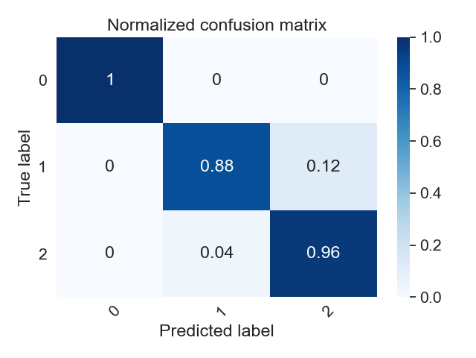 Normalized confusion matrix
True label
0 1 0 0
1 0 0.88 0.12
2 0 0.04 0.96
0 1 2
Predicted label
1.0
0.8
0.6
0.4
0.2
0.0